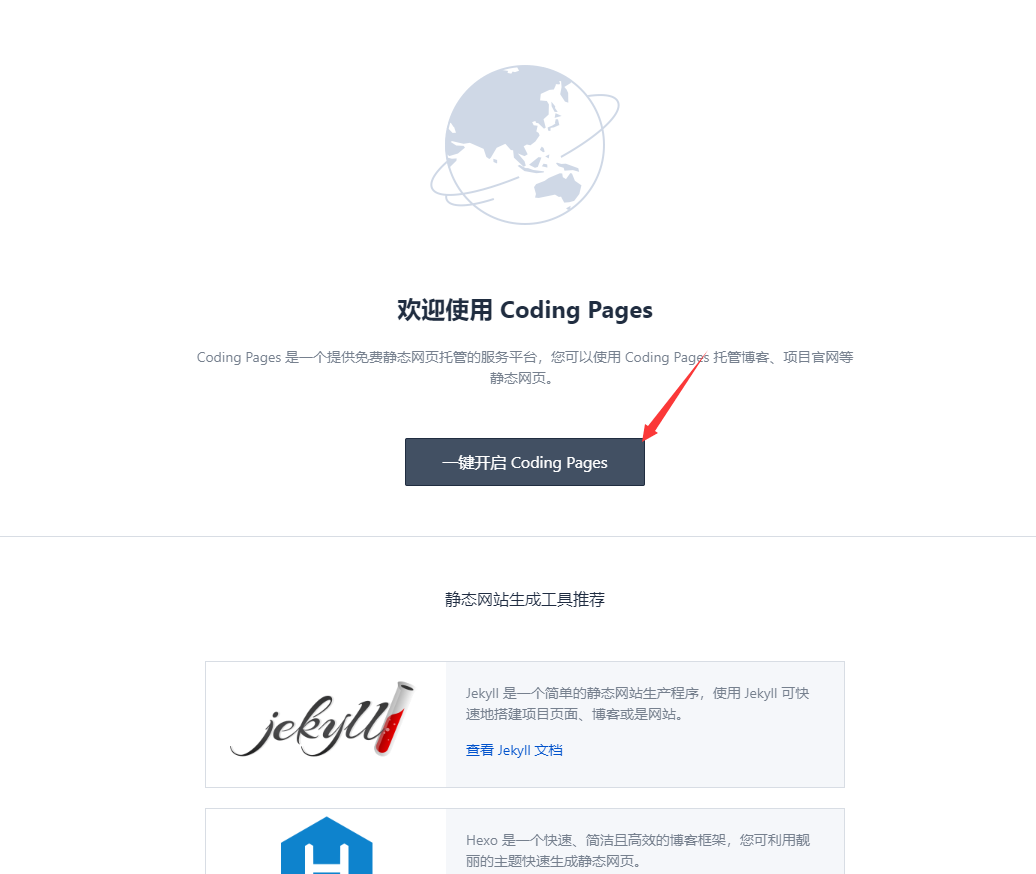 欢迎使用 Coding Pages
Coding Pages 是一个提供免费静态网页托管的服务平台，您可以使用 Coding Pages 托管博客、项目官网等
静态网页。
一键开启 Coding Pages
静态网站生成工具推荐
jekyll
Jekyll 是一个简单的静态网站生产程序，使用 Jekyll 可快
速地搭建项目页面、博客或是网站。
查看 Jekyll 文档
H
Hexo 是一个快速、简洁且高效的博客框架，您可利用靓
丽的主题快速生成静态网页。